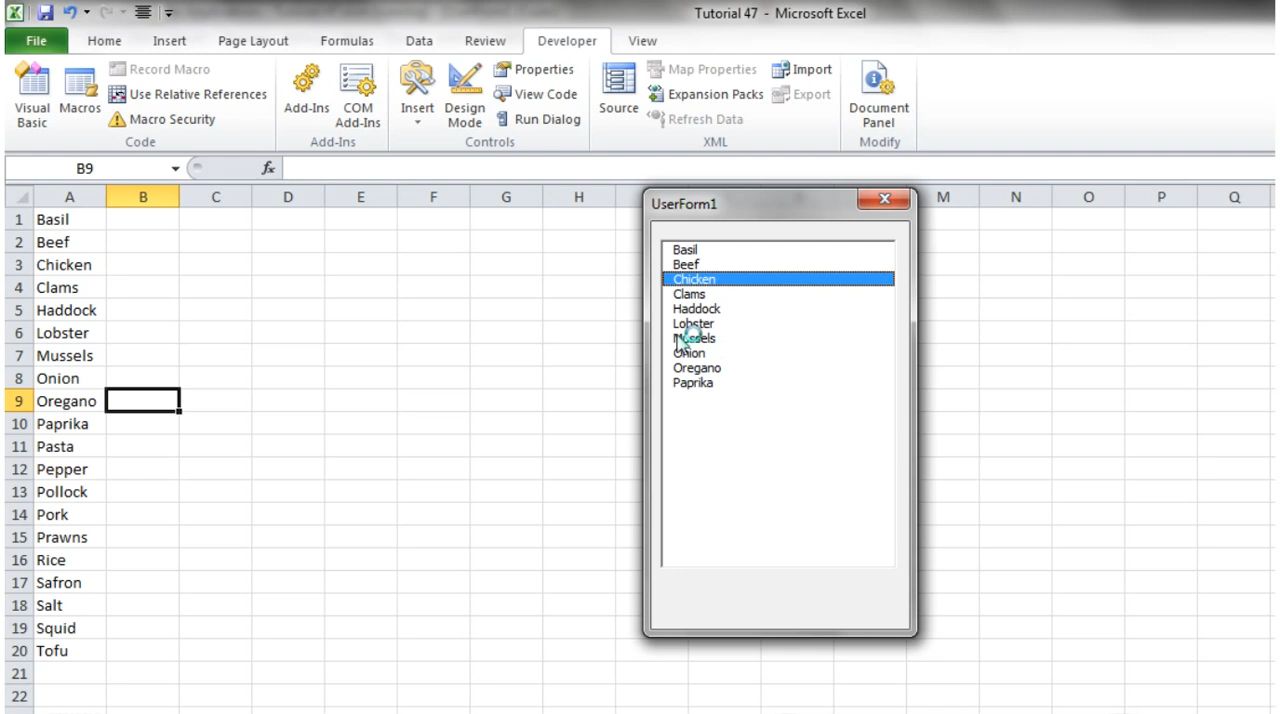 Tutorial 47 - Microsoft Excel
File Home Insert Page Layout Formulas Data Review Developer View
Visual Basic
Macros
Record Macro
Use Relative References
Macro Security
Code
Add-Ins
COM Add-Ins
Add-Ins
Insert
Design Mode
Properties
View Code
Run Dialog
Controls
Source
Map Properties
Expansion Packs
Refresh Data
Import
Export
XML
Document Panel
Modify
B9 fx
A B C D E F G H M N O P Q
1 Basil
2 Beef
3 Chicken
4 Clams
5 Haddock
6 Lobster
7 Mussels
8 Onion
9 Oregano
10 Paprika
11 Pasta
12 Pepper
13 Pollock
14 Pork
15 Prawns
16 Rice
17 Safron
18 Salt
19 Squid
20 Tofu
21
22
UserForm1
Basil
Beef
Chicken
Clams
Haddock
Lobster
Mussels
Onion
Oregano
Paprika